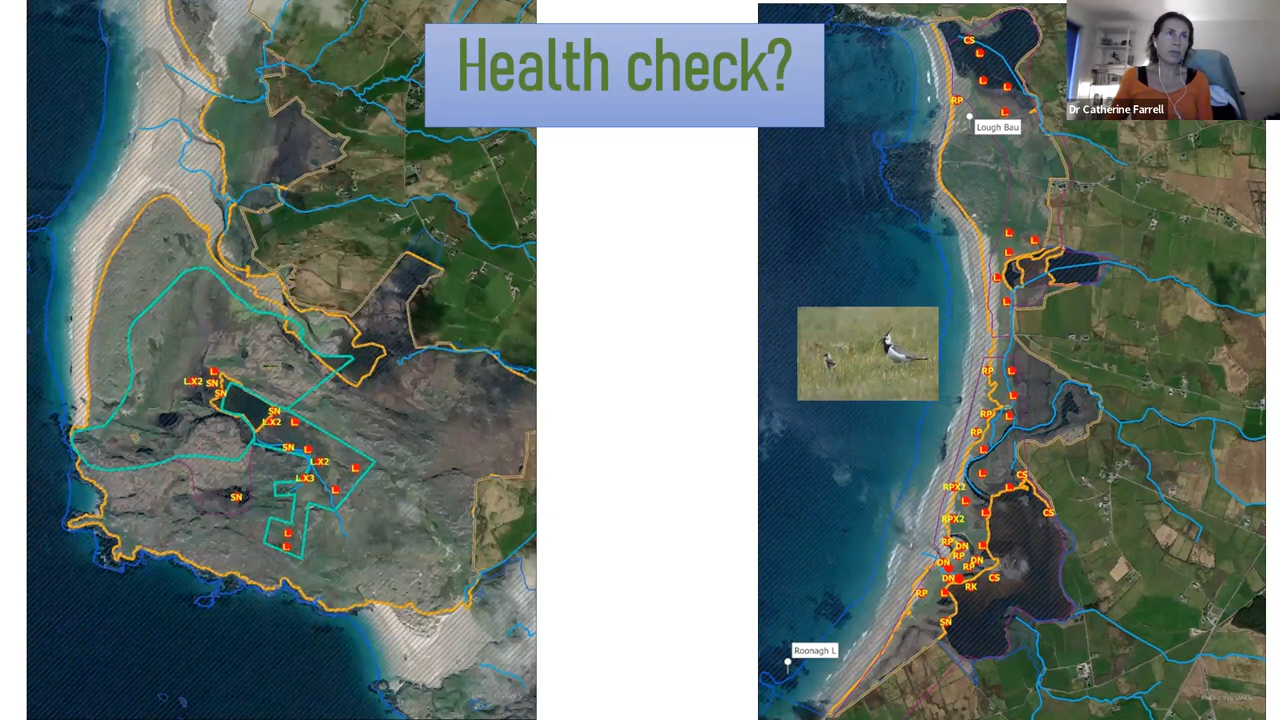 Health check?
Dr Catherine Farrell
L
L.X2
SN
SN
SN
L.X2
L
SN
L
L.X2
L
L.X3
L
SN
L
L
CS
L
L
L
RP
L
Lough Bau
L
L
L
L
L
RP
L
L
RP
L
RP
L
L
CS
RPX2
L
L
CS
L
RPX2
RP
DN
L
RP
DN
DN
RP
DN
CS
RK
RP
L
SN
Roonagh L